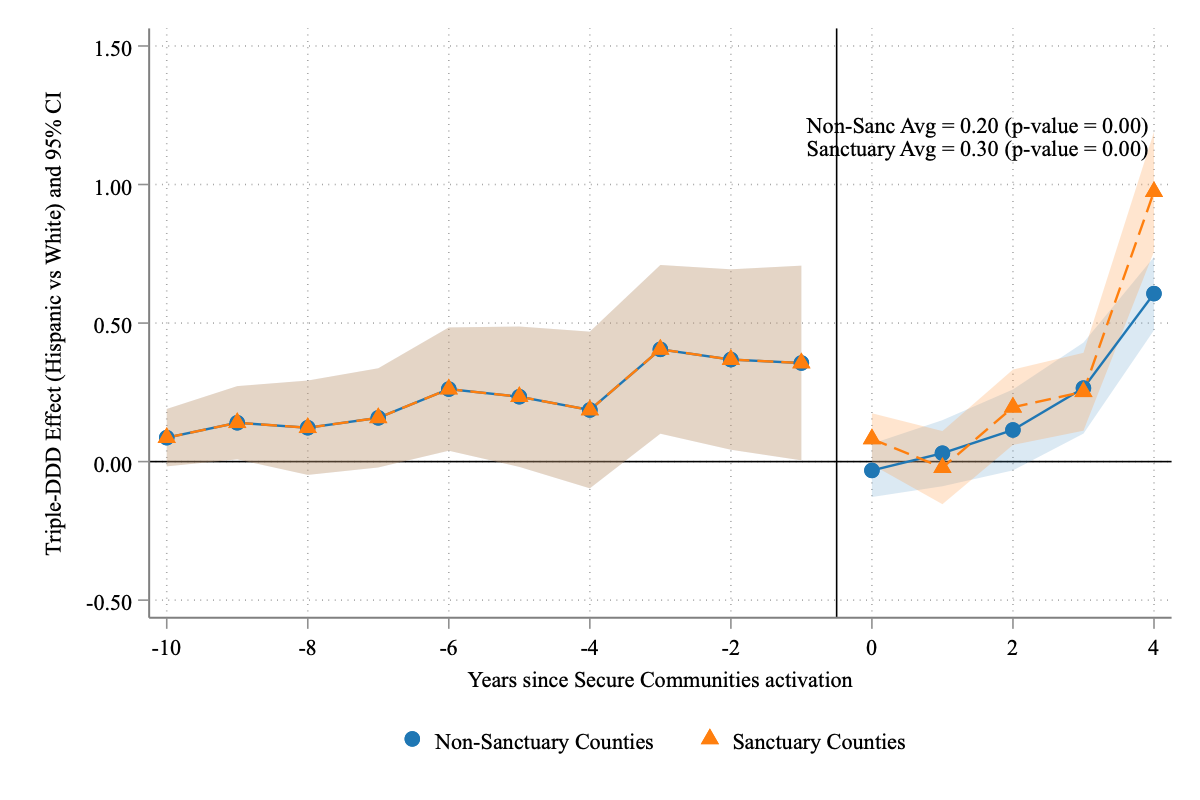 Triple-DDD Effect (Hispanic vs White) and 95% CI
1.50
1.00
0.50
0.00
-0.50
Non-Sanc Avg = 0.20 (p-value = 0.00)
Sanctuary Avg = 0.30 (p-value = 0.00)
-10 -8 -6 -4 -2 0 2 4
Years since Secure Communities activation
Non-Sanctuary Counties Sanctuary Counties